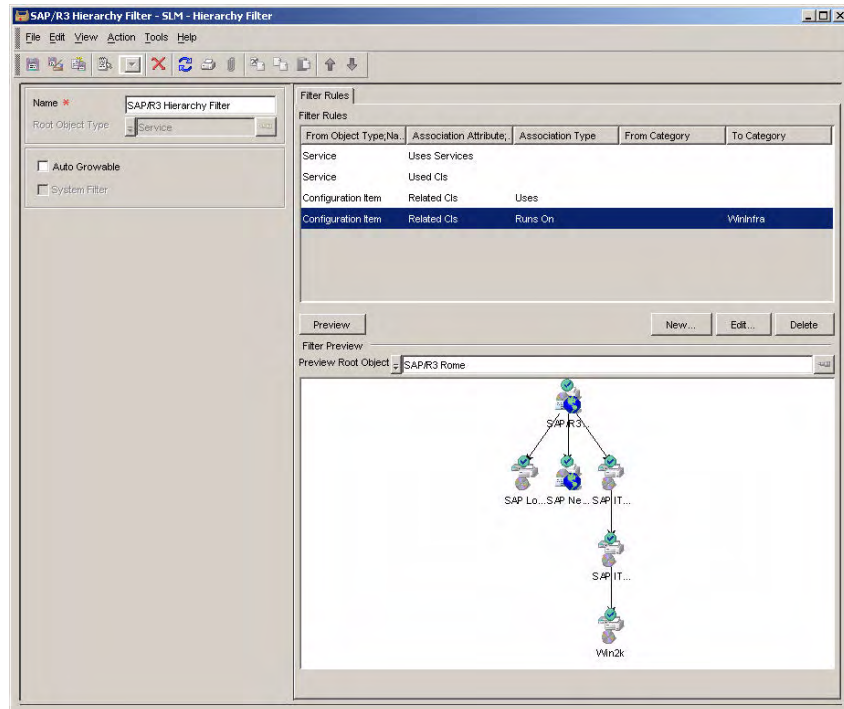 SAP/R3 Hierarchy Filter - SLM - Hierarchy Filter
File Edit View Action Tools Help
Name * SAP/R3 Hierarchy Filter
Root Object Type Service
Auto Growable
System Filter
Filter Rules
Filter Rules
From Object Type;Na... Association Attribute; Association Type From Category To Category
Service Uses Services
Service Used CIs
Configuration Item Related CIs Uses
Configuration Item Related CIs Runs On WinInfra
Preview New... Edit... Delete
Filter Preview
Preview Root Object SAP/R3 Rome
SAP/R3...
SAP Lo... SAP Ne... SAP IT...
SAP IT...
Win2k